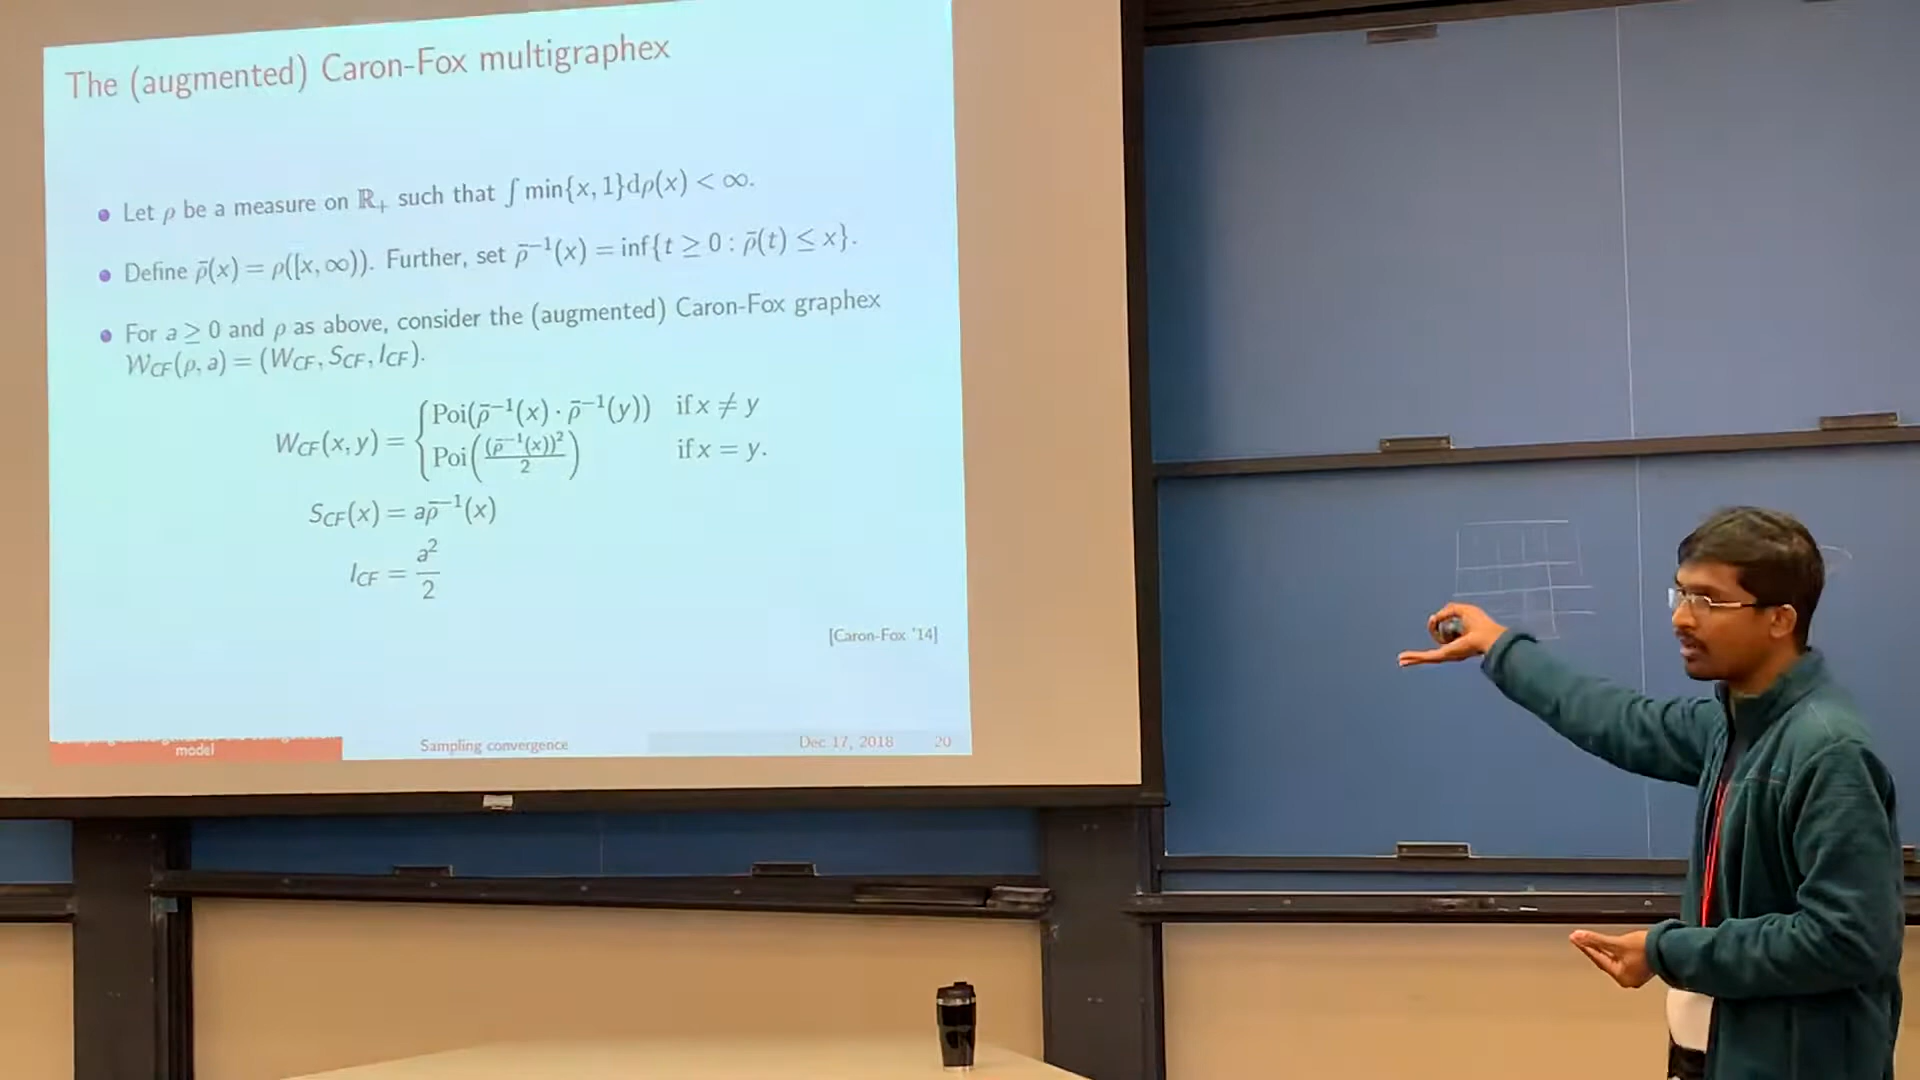 The (augmented) Caron-Fox multigraphex
Let ρ be a measure on ℝ₊ such that ∫ min{x, 1}dρ(x) < ∞.
Define ρ̄(x) = ρ([x, ∞)). Further, set ρ̄⁻¹(x) = inf{t ≥ 0 : ρ̄(t) ≤ x}.
For a ≥ 0 and ρ as above, consider the (augmented) Caron-Fox graphex
𝒲_CF(ρ, a) = (W_CF, S_CF, I_CF).
W_CF(x, y) = { Poi(ρ̄⁻¹(x) · ρ̄⁻¹(y)) if x ≠ y
Poi((ρ̄⁻¹(x))²/2) if x = y.
S_CF(x) = aρ̄⁻¹(x)
I_CF = a²/2
[Caron-Fox '14]
model
Sampling convergence
Dec 17, 2018
20